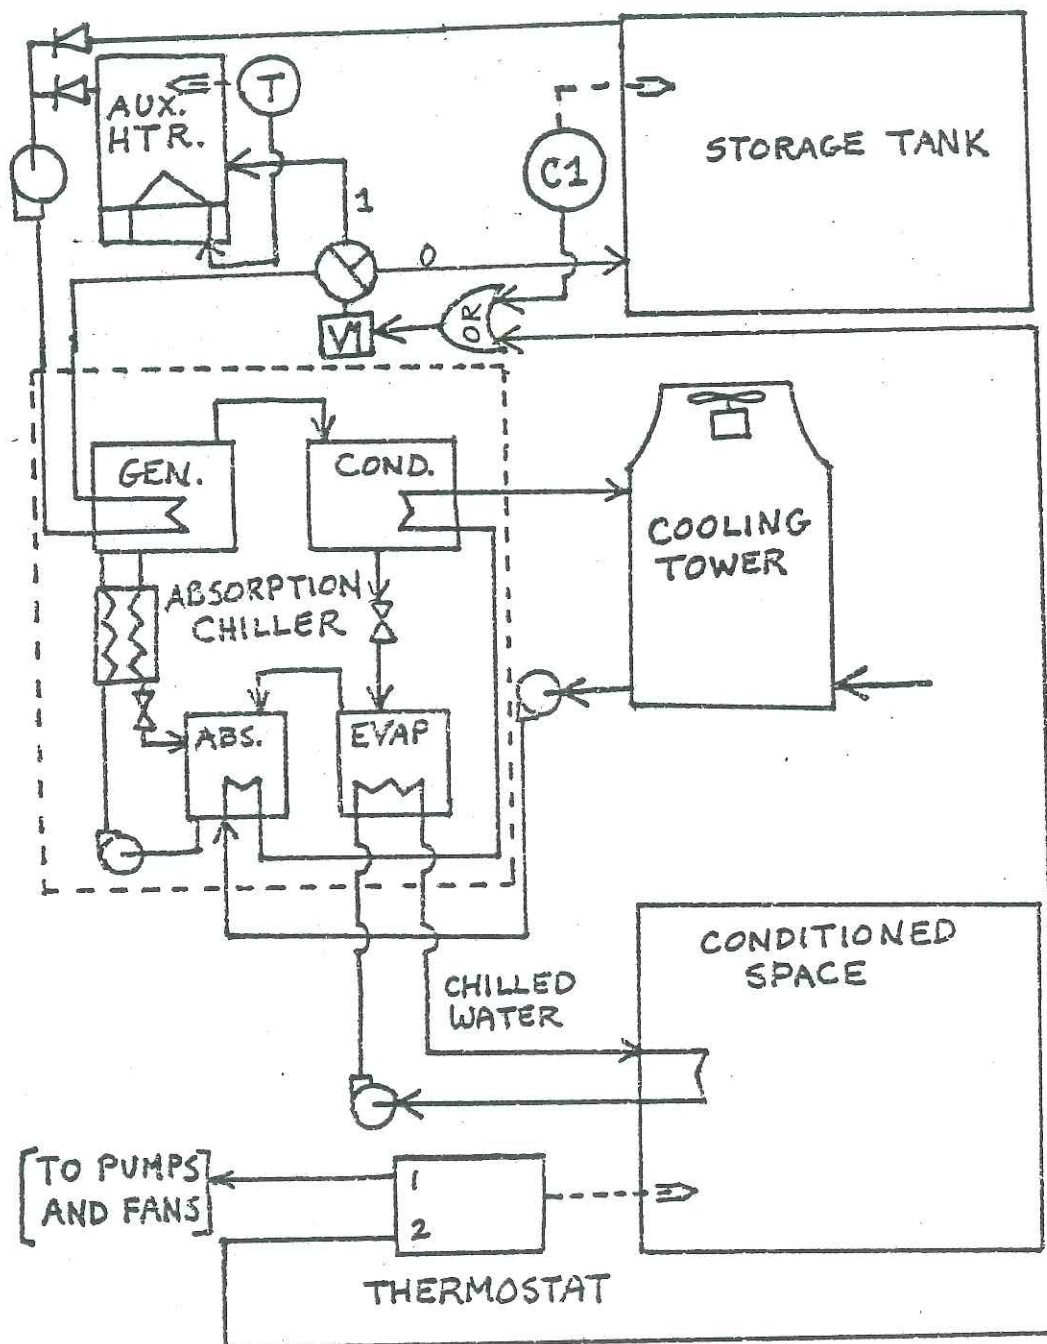 AUX.
HTR.
T
STORAGE TANK
C1
1
0
OR
V1
GEN.
COND.
COOLING
TOWER
ABSORPTION
CHILLER
ABS.
EVAP
CONDITIONED
SPACE
CHILLED
WATER
[TO PUMPS
AND FANS]
1
2
THERMOSTAT